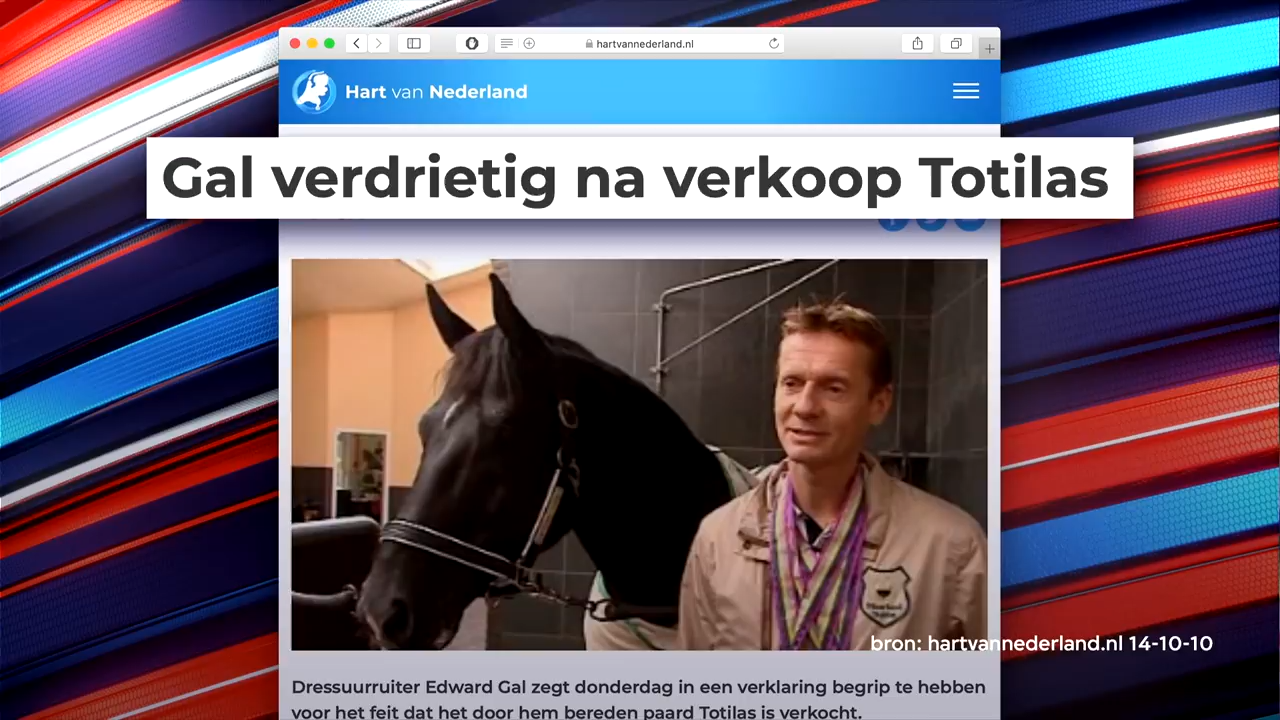 hartvannederland.nl
Hart van Nederland
Gal verdrietig na verkoop Totilas
bron: hartvannederland.nl 14-10-10
Dressuurruiter Edward Gal zegt donderdag in een verklaring begrip te hebben
voor het feit dat het door hem bereden paard Totilas is verkocht.